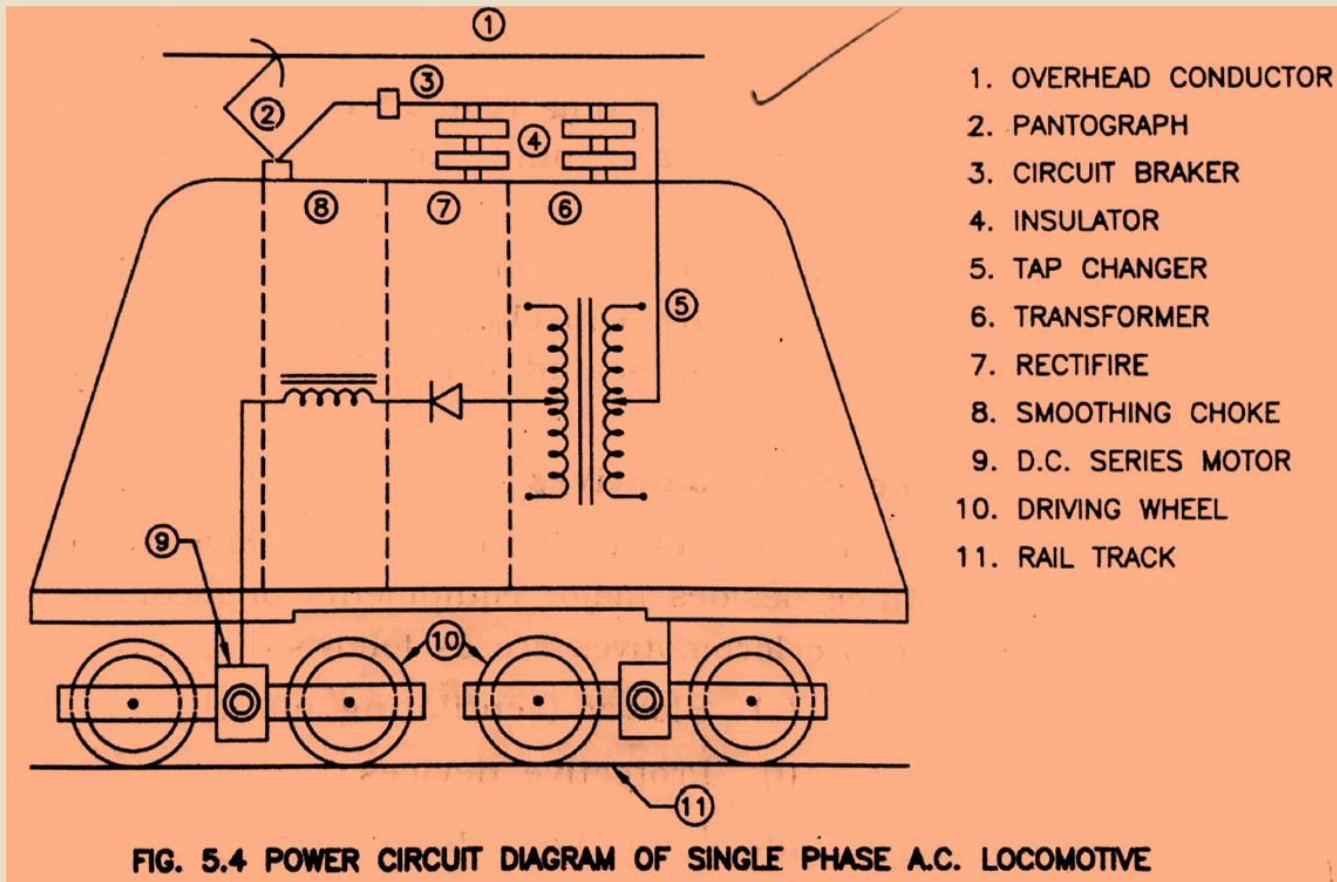 1
2
3
4
5
6
7
8
9
10
11
1. OVERHEAD CONDUCTOR
2. PANTOGRAPH
3. CIRCUIT BRAKER
4. INSULATOR
5. TAP CHANGER
6. TRANSFORMER
7. RECTIFIRE
8. SMOOTHING CHOKE
9. D.C. SERIES MOTOR
10. DRIVING WHEEL
11. RAIL TRACK
FIG. 5.4 POWER CIRCUIT DIAGRAM OF SINGLE PHASE A.C. LOCOMOTIVE